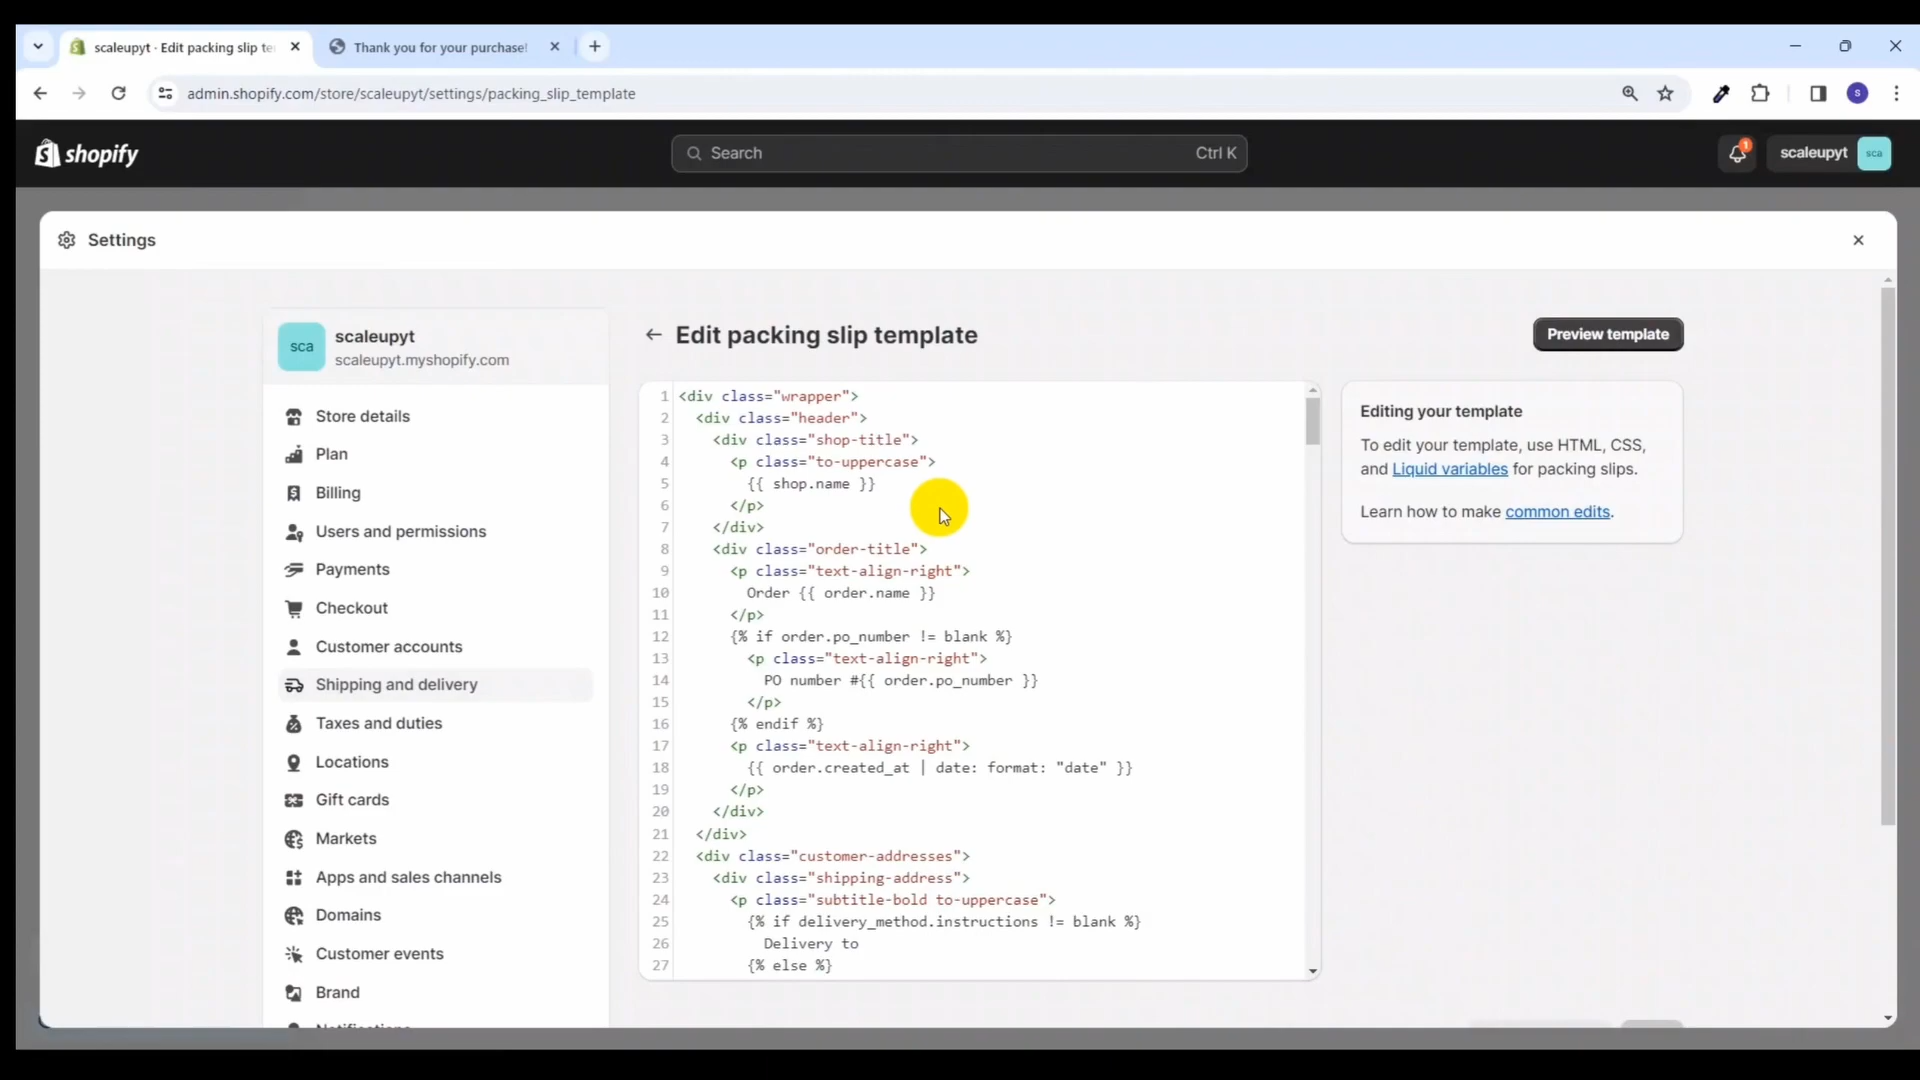 scaleupyt · Edit packing slip te
Thank you for your purchase!
admin.shopify.com/store/scaleupyt/settings/packing_slip_template
S
shopify
Search
Ctrl K
1
scaleupyt
sca
Settings
sca
scaleupyt
scaleupyt.myshopify.com
Store details
Plan
Billing
Users and permissions
Payments
Checkout
Customer accounts
Shipping and delivery
Taxes and duties
Locations
Gift cards
Markets
Apps and sales channels
Domains
Customer events
Brand
Edit packing slip template
Preview template
1 <div class="wrapper">
2 <div class="header">
3 <div class="shop-title">
4 <p class="to-uppercase">
5 {{ shop.name }}
6 </p>
7 </div>
8 <div class="order-title">
9 <p class="text-align-right">
10 Order {{ order.name }}
11 </p>
12 {% if order.po_number != blank %}
13 <p class="text-align-right">
14 PO number #{{ order.po_number }}
15 </p>
16 {% endif %}
17 <p class="text-align-right">
18 {{ order.created_at | date: format: "date" }}
19 </p>
20 </div>
21 </div>
22 <div class="customer-addresses">
23 <div class="shipping-address">
24 <p class="subtitle-bold to-uppercase">
25 {% if delivery_method.instructions != blank %}
26 Delivery to
27 {% else %}
Editing your template
To edit your template, use HTML, CSS,
and Liquid variables for packing slips.
Learn how to make common edits.